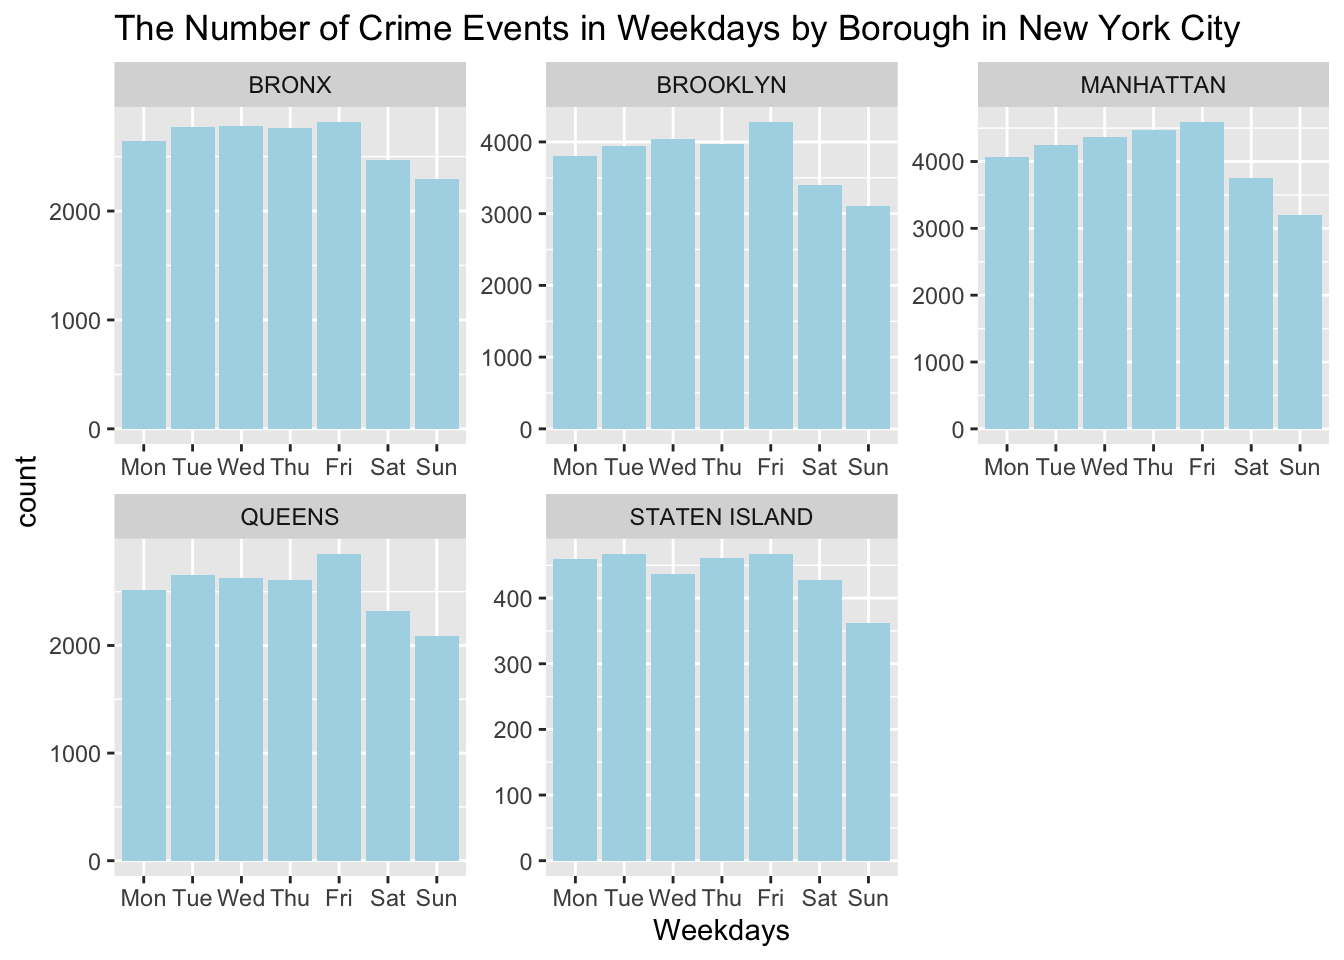 The Number of Crime Events in Weekdays by Borough in New York City
BRONX
2000
1000
0
Mon Tue Wed Thu Fri Sat Sun
BROOKLYN
4000
3000
2000
1000
0
Mon Tue Wed Thu Fri Sat Sun
MANHATTAN
4000
3000
2000
1000
0
Mon Tue Wed Thu Fri Sat Sun
count
QUEENS
2000
1000
0
Mon Tue Wed Thu Fri Sat Sun
STATEN ISLAND
400
300
200
100
0
Mon Tue Wed Thu Fri Sat Sun
Weekdays